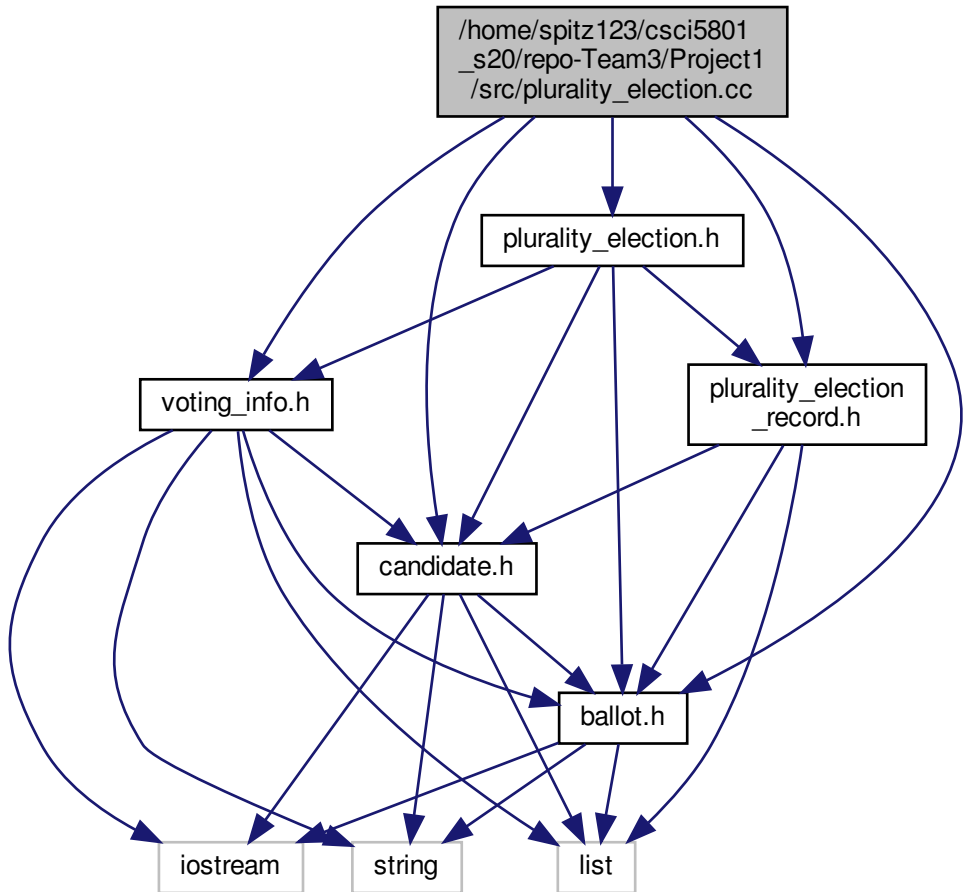 /home/spitz123/csci5801
_s20/repo-Team3/Project1
/src/plurality_election.cc
plurality_election.h
voting_info.h
plurality_election
_record.h
candidate.h
ballot.h
iostream
string
list